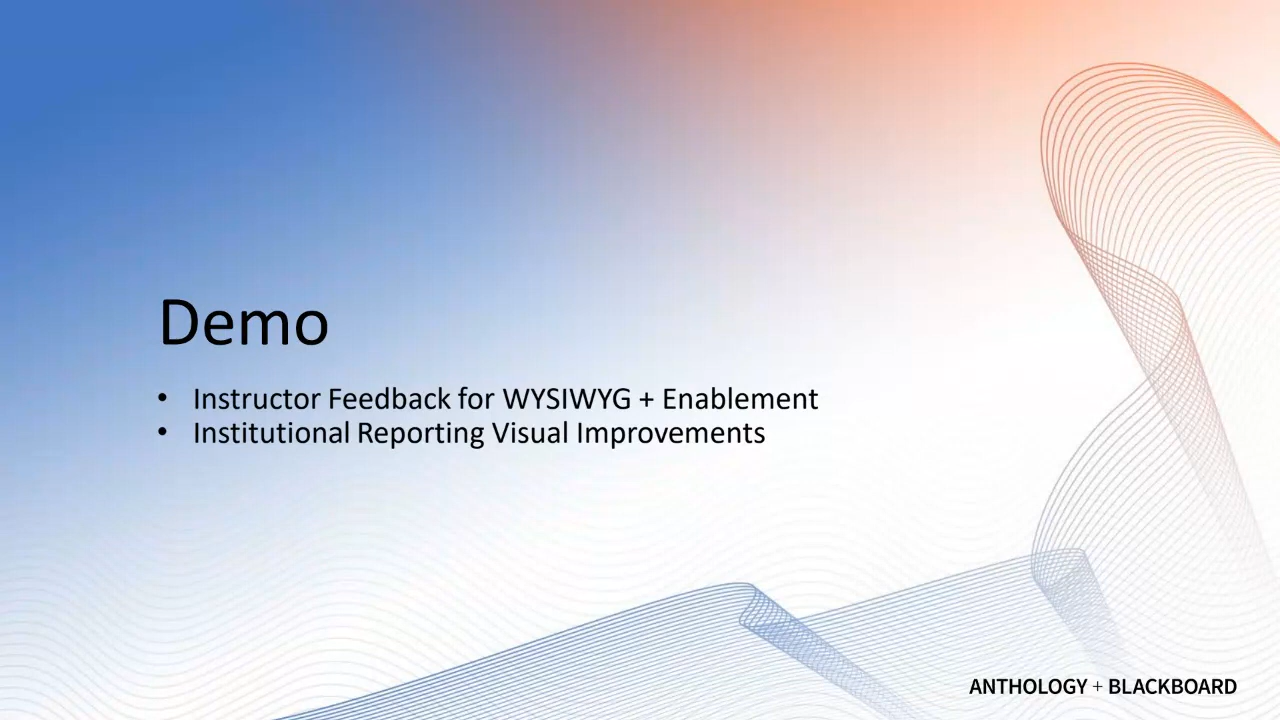 Demo
• Instructor Feedback for WYSIWYG + Enablement
• Institutional Reporting Visual Improvements
ANTHOLOGY + BLACKBOARD